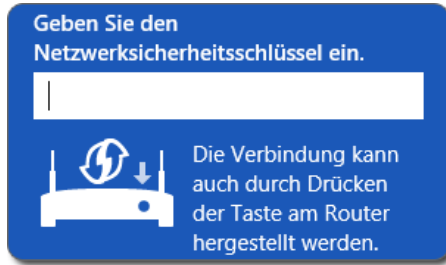 Geben Sie den
Netzwerksicherheitsschlüssel ein.
Die Verbindung kann
auch durch Drücken
der Taste am Router
hergestellt werden.